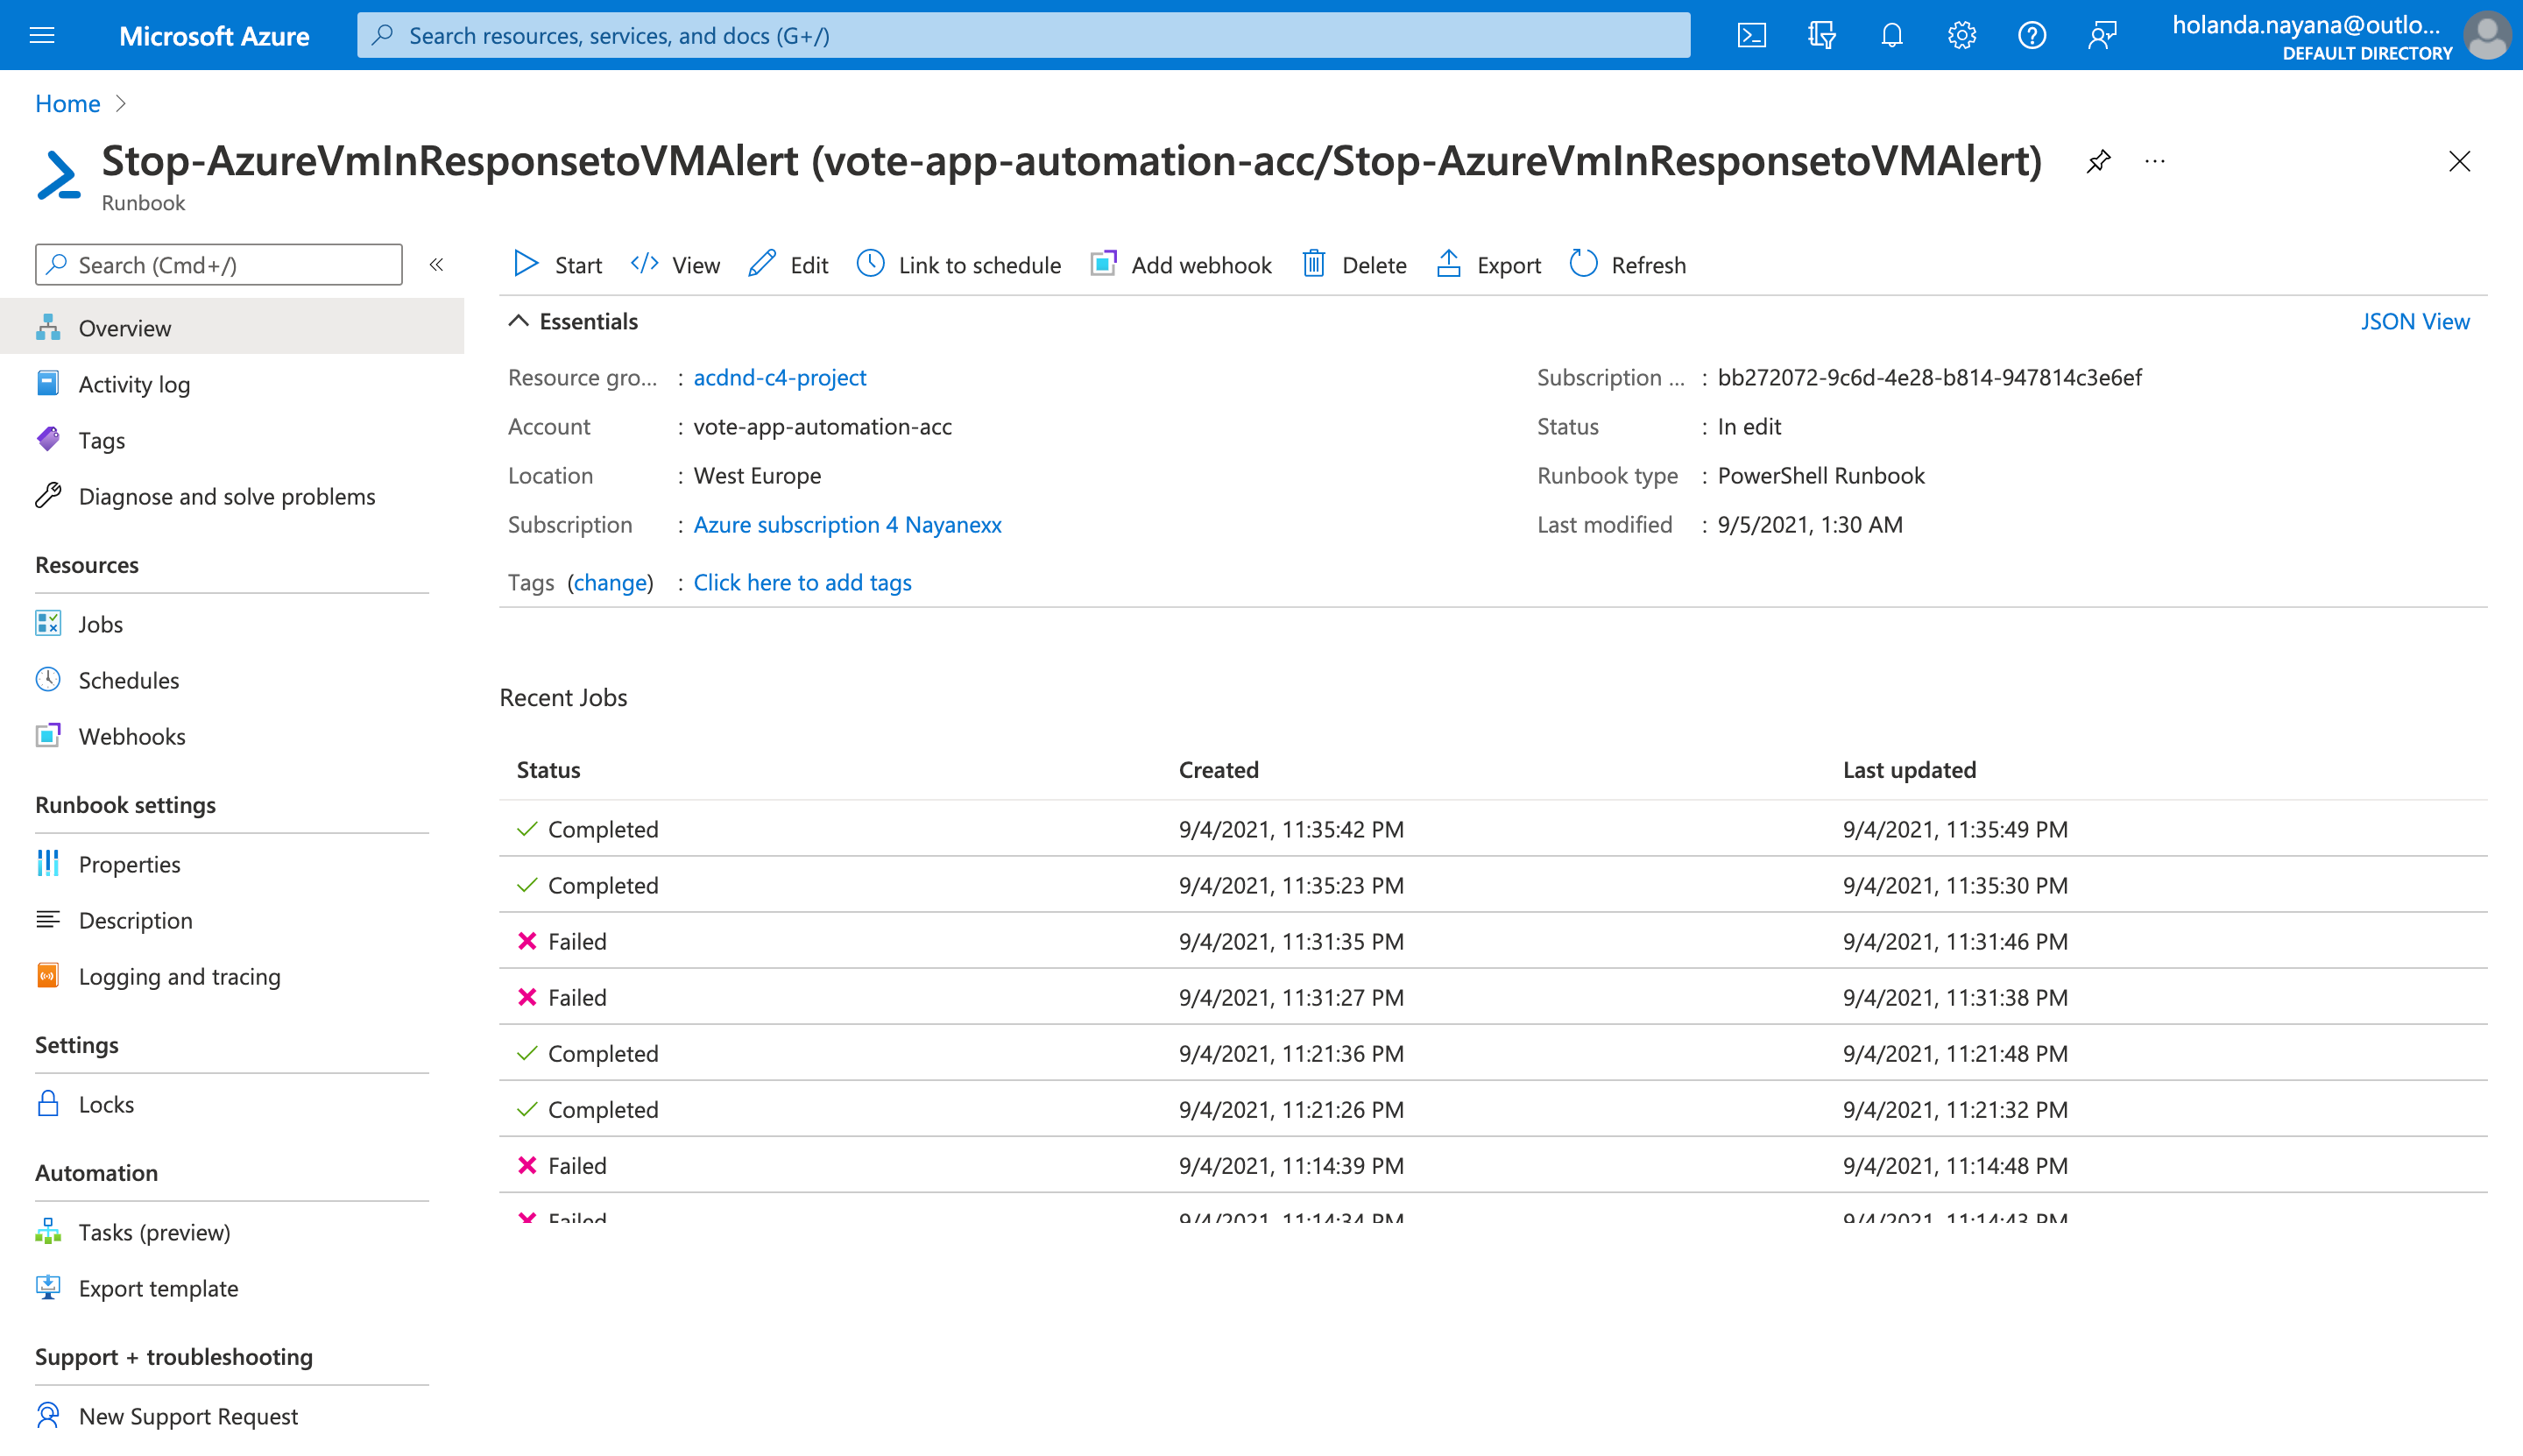 Microsoft Azure
Search resources, services, and docs (G+/)
holanda.nayana@outlo...
DEFAULT DIRECTORY
Home
Stop-AzureVmInResponsetoVMAlert (vote-app-automation-acc/Stop-AzureVmInResponsetoVMAlert)
Runbook
Search (Cmd+/)
Overview
Activity log
Tags
Diagnose and solve problems
Resources
Jobs
Schedules
Webhooks
Runbook settings
Properties
Description
Logging and tracing
Settings
Locks
Automation
Tasks (preview)
Export template
Support + troubleshooting
New Support Request
Start View Edit Link to schedule Add webhook Delete Export Refresh
Essentials JSON View
Resource gro... : acdnd-c4-project
Account : vote-app-automation-acc
Location : West Europe
Subscription : Azure subscription 4 Nayanexx
Subscription ... : bb272072-9c6d-4e28-b814-947814c3e6ef
Status : In edit
Runbook type : PowerShell Runbook
Last modified : 9/5/2021, 1:30 AM
Tags (change) : Click here to add tags
Recent Jobs
Status Created Last updated
Completed 9/4/2021, 11:35:42 PM 9/4/2021, 11:35:49 PM
Completed 9/4/2021, 11:35:23 PM 9/4/2021, 11:35:30 PM
Failed 9/4/2021, 11:31:35 PM 9/4/2021, 11:31:46 PM
Failed 9/4/2021, 11:31:27 PM 9/4/2021, 11:31:38 PM
Completed 9/4/2021, 11:21:36 PM 9/4/2021, 11:21:48 PM
Completed 9/4/2021, 11:21:26 PM 9/4/2021, 11:21:32 PM
Failed 9/4/2021, 11:14:39 PM 9/4/2021, 11:14:48 PM
Failed 9/4/2021, 11:14:34 PM 9/4/2021, 11:14:43 PM